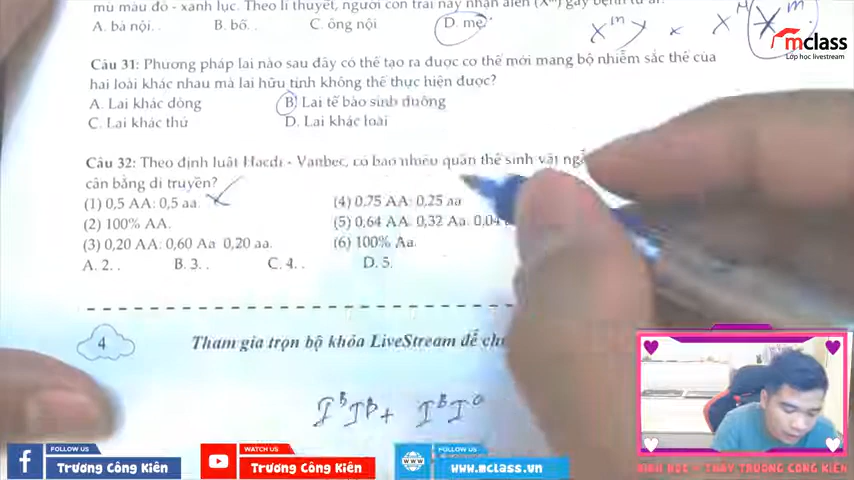 mù màu đỏ - xanh lục. Theo lí thuyết, người con trai này nhận alen (Xᵐ) gây bệnh từ ai?
A. bà nội. .
B. bố. .
C. ông nội
D. mẹ.
Xᵐ Y x Xᴹ Xᵐ
mclass
Lớp học livestream
Câu 31: Phương pháp lai nào sau đây có thể tạo ra được cơ thể mới mang bộ nhiễm sắc thể của
hai loài khác nhau mà lai hữu tính không thể thực hiện được?
A. Lai khác dòng
B. Lai tế bào sinh dưỡng
C. Lai khác thứ
D. Lai khác loài
Câu 32: Theo định luật Hacđi - Vanbec, có bao nhiêu quần thể sinh vật
cân bằng di truyền?
(1) 0,5 AA: 0,5 aa.
(4) 0,75 AA: 0,25 aa
(2) 100% AA.
(5) 0,64 AA: 0,32 Aa: 0,04
(3) 0,20 AA: 0,60 Aa: 0,20 aa.
(6) 100% Aa.
A. 2. .
B. 3. .
C. 4. .
D. 5.
4
Tham gia trọn bộ khóa LiveStream để
IᴮIᴮ + IᴮIᴼ
FOLLOW US
Trương Công Kiên
WATCH US
Trương Công Kiên
FOLLOW US
www.mclass.vn
SINH HỌC - THẦY TRƯƠNG CÔNG KIÊN